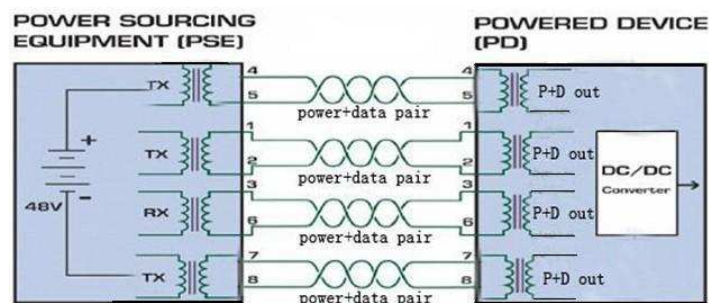 POWER SOURCING
EQUIPMENT (PSE)
POWERED DEVICE
(PD)
TX
4
5
power+data pair
4
5
P+D out
+
TX
1
2
power+data pair
1
2
P+D out
DC/DC
Converter
-
48V
RX
3
6
power+data pair
3
6
P+D out
TX
7
8
power+data pair
7
8
P+D out